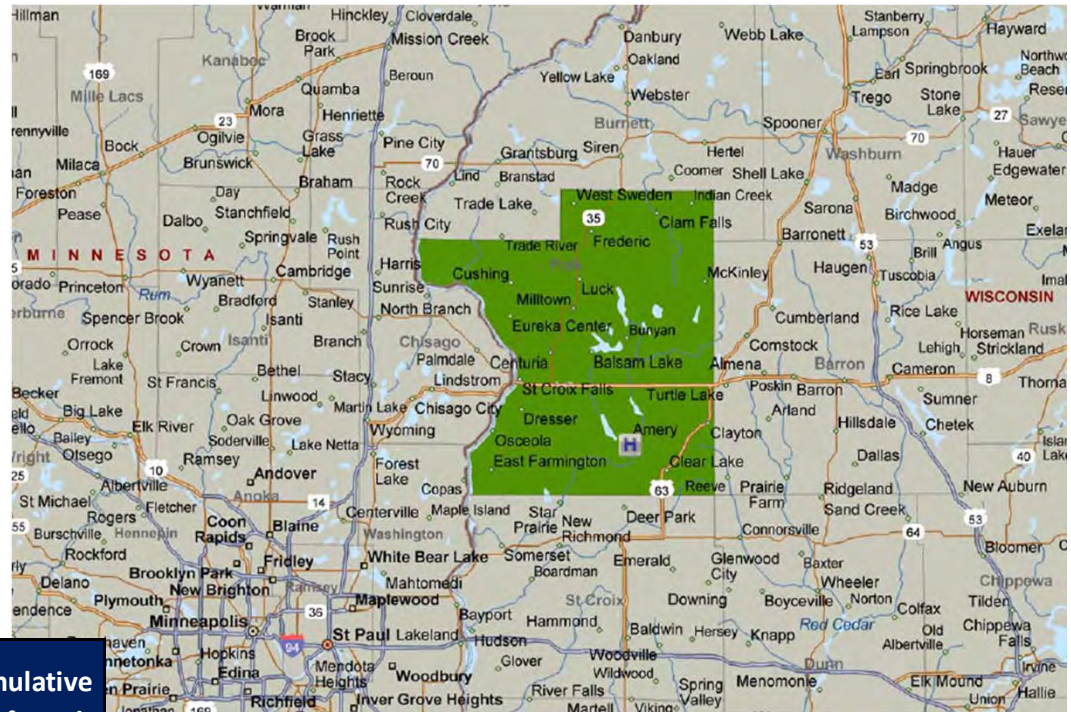 Hillman
Hinckley
Cloverdale
Mission Creek
Brook
Park
Kanabec
169
Mille Lacs
Beroun
Quamba
Henriette
Mora
23
Ogilvie
Grass
Lake
Bock
Milaca
Brunswick
Foreston
Pease
Day
Dalbo
Stanchfield
Braham
Springvale
Pine City
70
Rock
Creek
Rush City
Rush
Point
Danbury
Oakland
Yellow Lake
Webster
Webb Lake
Stanberry
Lampson
Hayward
Earl
Springbrook
Trego
Stone
Lake
27
Burnett
Spooner
Siren
Grantsburg
Lind
Branstad
Trade Lake
Hertel
Coomer
Shell Lake
Washburn
70
Hauer
Edgewater
Madge
Meteor
Sarona
Birchwood
West Sweden
Indian Creek
35
Clam Falls
Frederic
Trade River
Polk
Barronett
53
Brill
Angus
Haugen
Tuscobia
MINNESOTA
Wyanett
Cambridge
Princeton
Rum
Bradford
Stanley
Spencer Brook
Isanti
Isanti
Harris
Sunrise
North Branch
Branch
Cushing
Luck
Milltown
McKinley
Eureka Center
Bunyan
Cumberland
Rice Lake
WISCONSIN
Horseman
Rusk
Strickland
Lehigh
Orrock
Crown
Lake
Fremont
St Francis
Bethel
Stacy
Chisago
Palmdale
Lindstrom
Centuria
Balsam Lake
Almena
Comstock
Barron
Cameron
8
Becker
Big Lake
Linwood
Martin Lake
Chisago City
St Croix Falls
Turtle Lake
Poskin
Barron
Sumner
Bailey
Otsego
Elk River
Oak Grove
Soderville
Lake Netta
Wyoming
Dresser
Amery
Arland
Hillsdale
Chetek
Wright
25
Ramsey
Andover
10
Albertville
Forest
Lake
Osceola
East Farmington
H
Clayton
Clear Lake
Dallas
40
St Michael
Anoka
14
Fletcher
Copas
Maple Island
63
Reeve
Prairie
Farm
Ridgeland
Sand Creek
New Auburn
55
Rogers
Burschville
Hennepin
Coon
Rapids
Blaine
Centerville
Washington
Star
Prairie
New
Richmond
Deer Park
Connorsville
64
53
Rockford
Fridley
White Bear Lake
Somerset
Boardman
Emerald
Glenwood
City
Baxter
Bloomer
Delano
Brooklyn Park
New Brighton
Ramsey
Mahtomedi
Wheeler
Chippewa
Plymouth
Minneapolis
36
Maplewood
Bayport
St Croix
Hammond
Downing
Boyceville
Norton
Colfax
Tilden
Chippewa
Falls
94
St Paul
Lakeland
Hudson
Baldwin
Hersey
Knapp
Red Cedar
Old
Albertville
Hopkins
Edina
Mendota
Heights
Woodbury
Glover
Woodville
Wildwood
Dunn
Menomonie
Elk Mound
Irvine
Hallie
Richfield
Inver Grove Heights
River Falls
Martell
Spring
Valley
Viking
Union
169